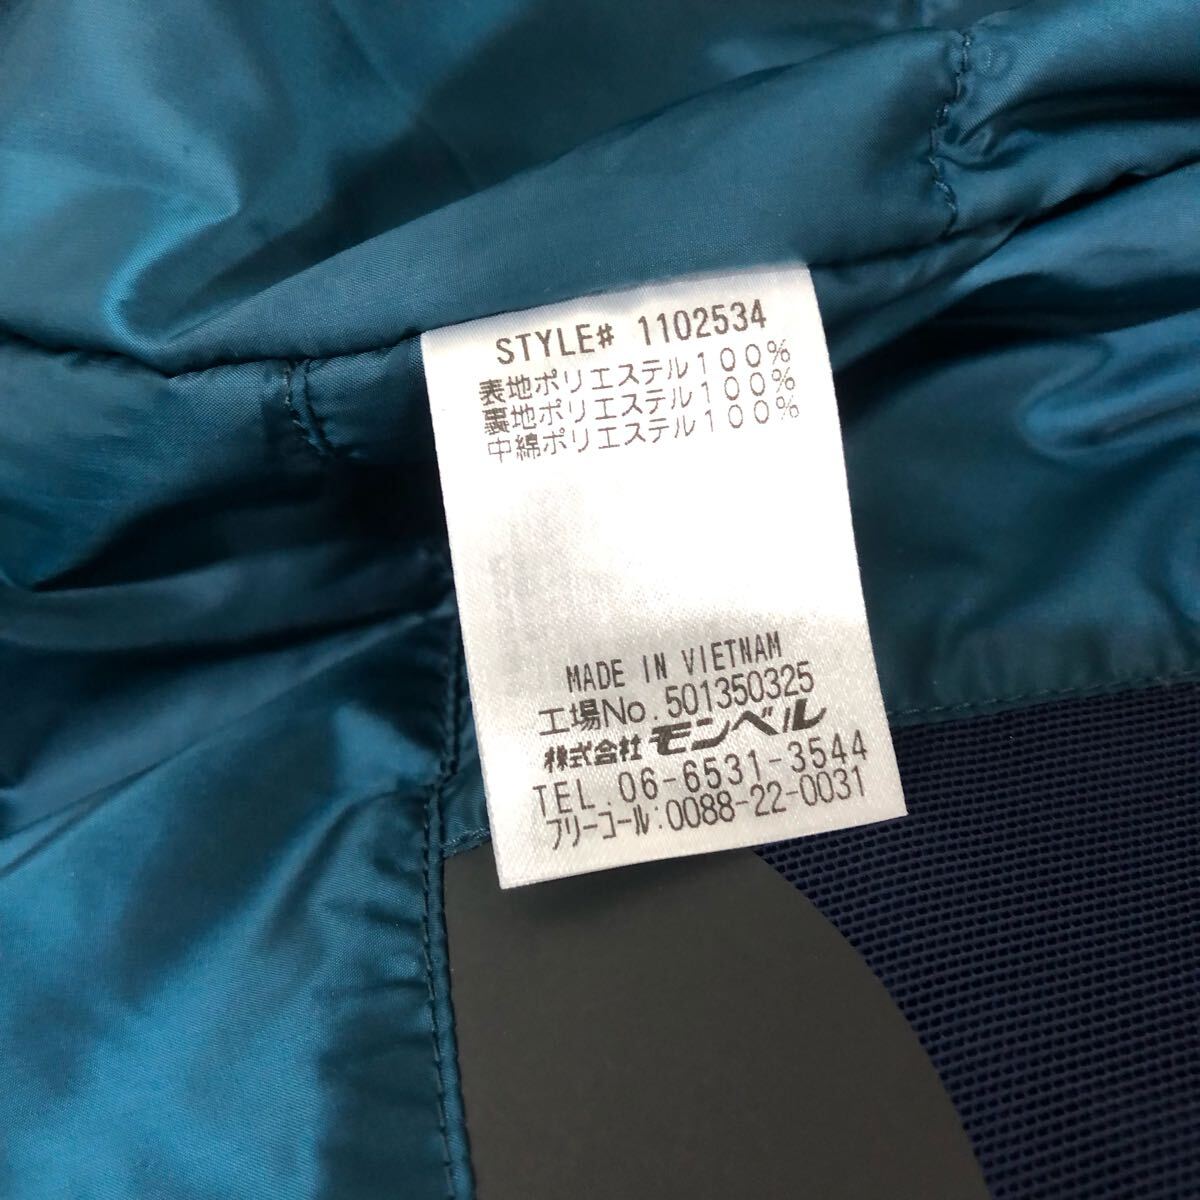 STYLE# 1102534
表地ポリエステル100%
裏地ポリエステル100%
中綿ポリエステル100%
MADE IN VIETNAM
工場No.501350325
株式会社 モンベル
TEL.06-6531-3544
フリーコール:0088-22-0031